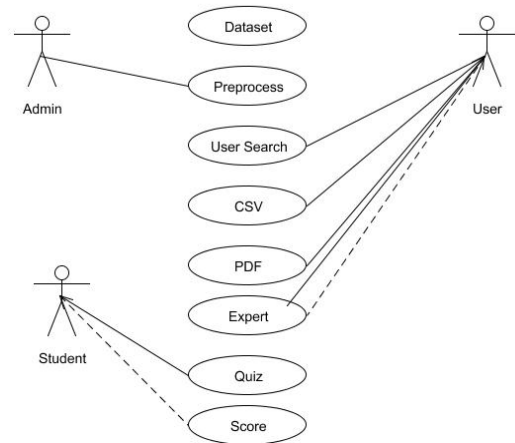 Dataset
Preprocess
Admin
User
User Search
CSV
PDF
Expert
Student
Quiz
Score